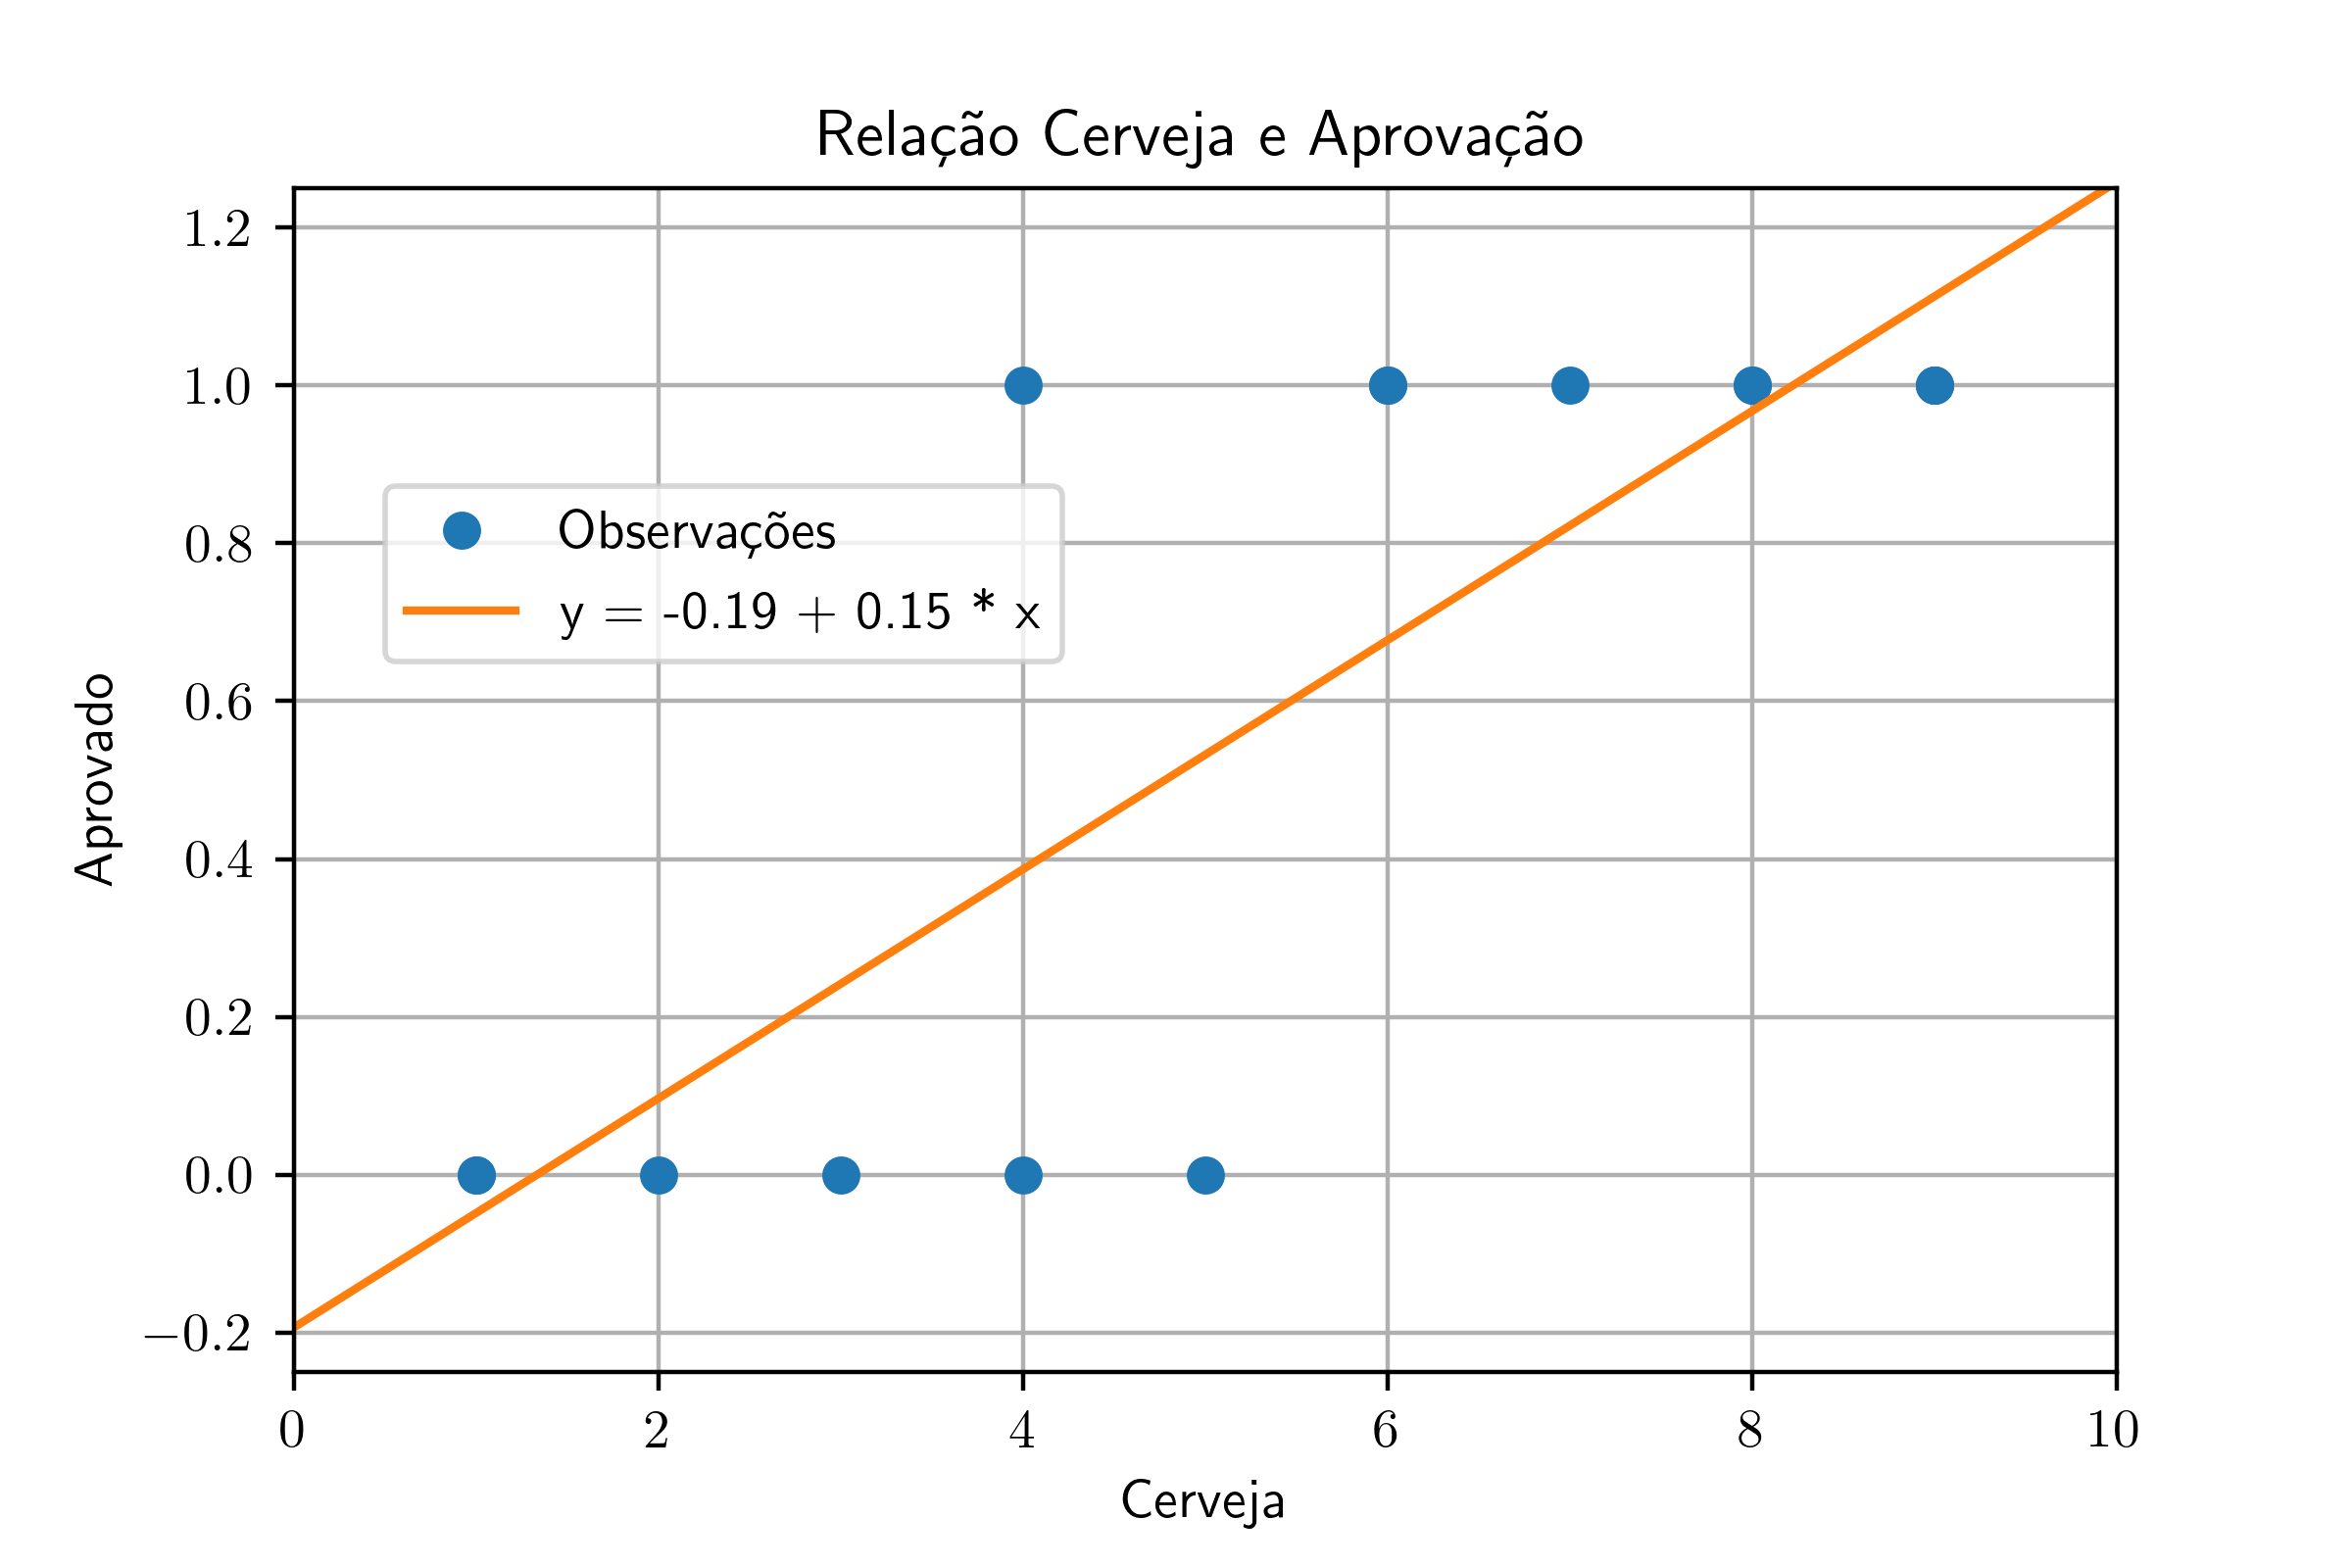 Relação Cerveja e Aprovação
1.2
1.0
0.8
0.6
0.4
0.2
0.0
−0.2
Aprovado
Observações
y = -0.19 + 0.15 * x
0 2 4 6 8 10
Cerveja